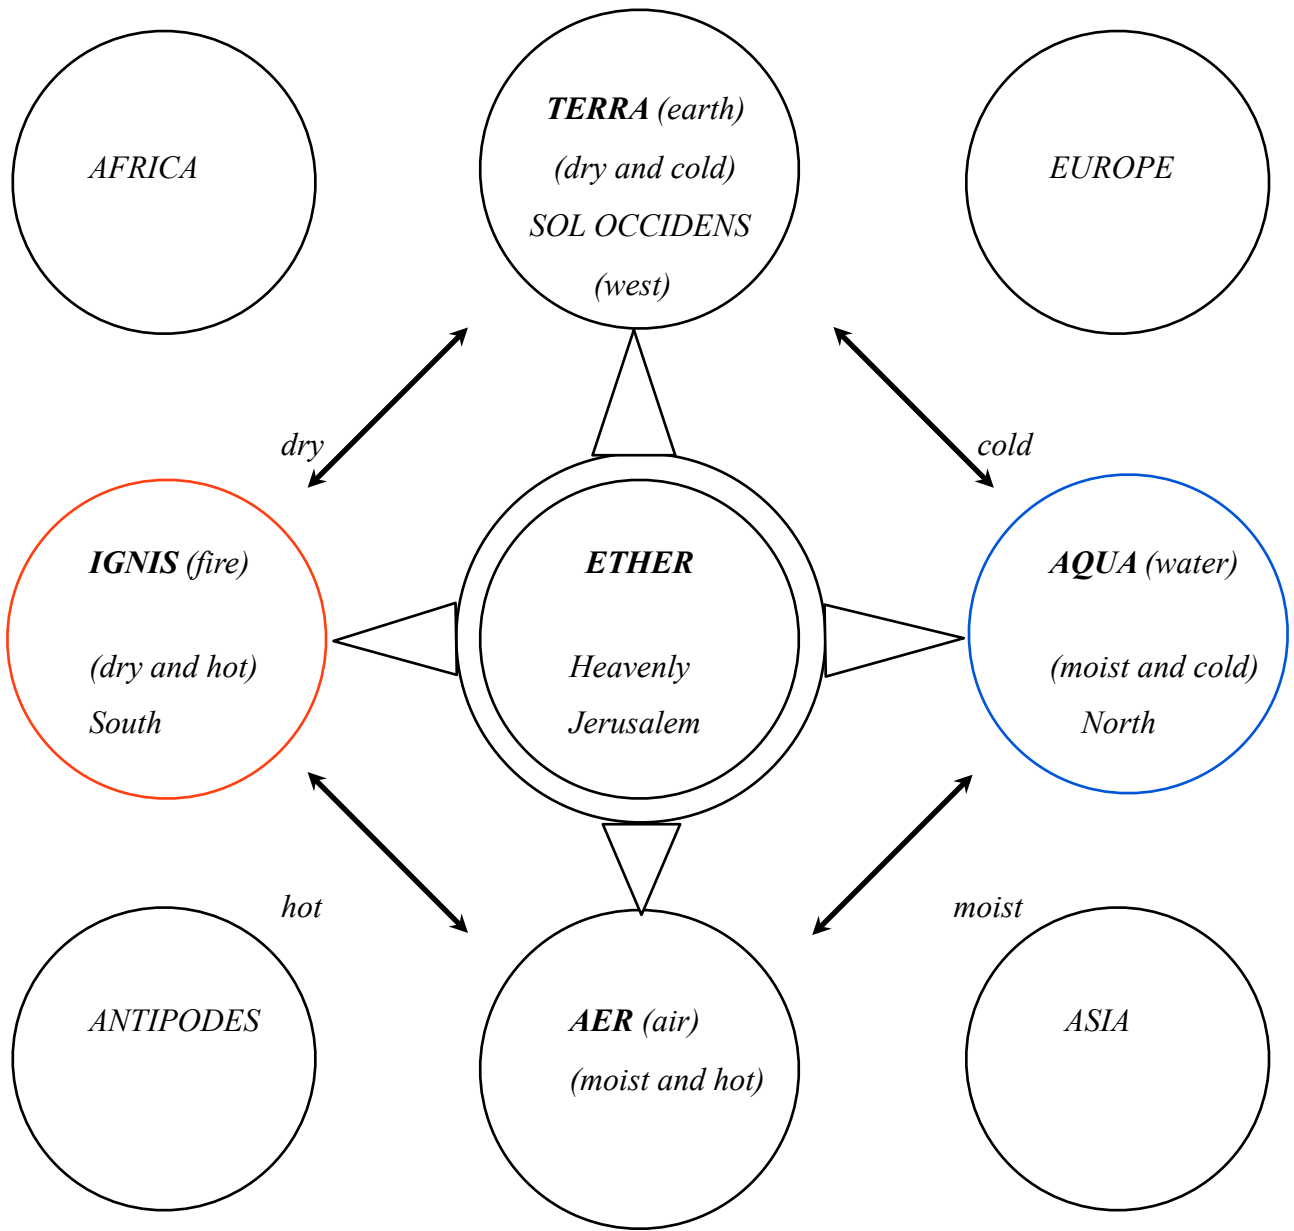 AFRICA
TERRA (earth)
(dry and cold)
SOL OCCIDENS
(west)
EUROPE
dry
cold
IGNIS (fire)
(dry and hot)
South
ETHER
Heavenly
Jerusalem
AQUA (water)
(moist and cold)
North
hot
moist
ANTIPODES
AER (air)
(moist and hot)
ASIA